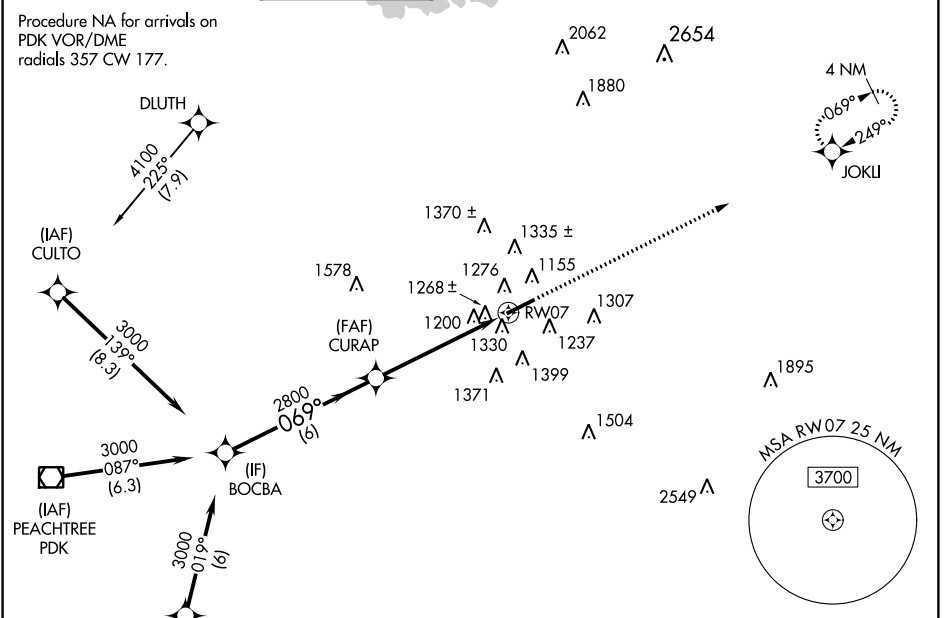 Procedure NA for arrivals on
PDK VOR/DME
radials 357 CW 177.
2062
2654
1880
4 NM
069°
249°
JOKLI
DLUTH
4100
225°
(7.9)
(IAF)
CULTO
1370 ±
1335 ±
1578
1276
1155
1268 ±
RW07
1307
1200
1330
1237
(FAF)
CURAP
3000
139°
(8.3)
1399
1371
1895
2800
069°
(6)
1504
MSA RW07 25 NM
3700
3000
087°
(6.3)
(IF)
BOCBA
2549
(IAF)
PEACHTREE
PDK
3000
019°
(6)